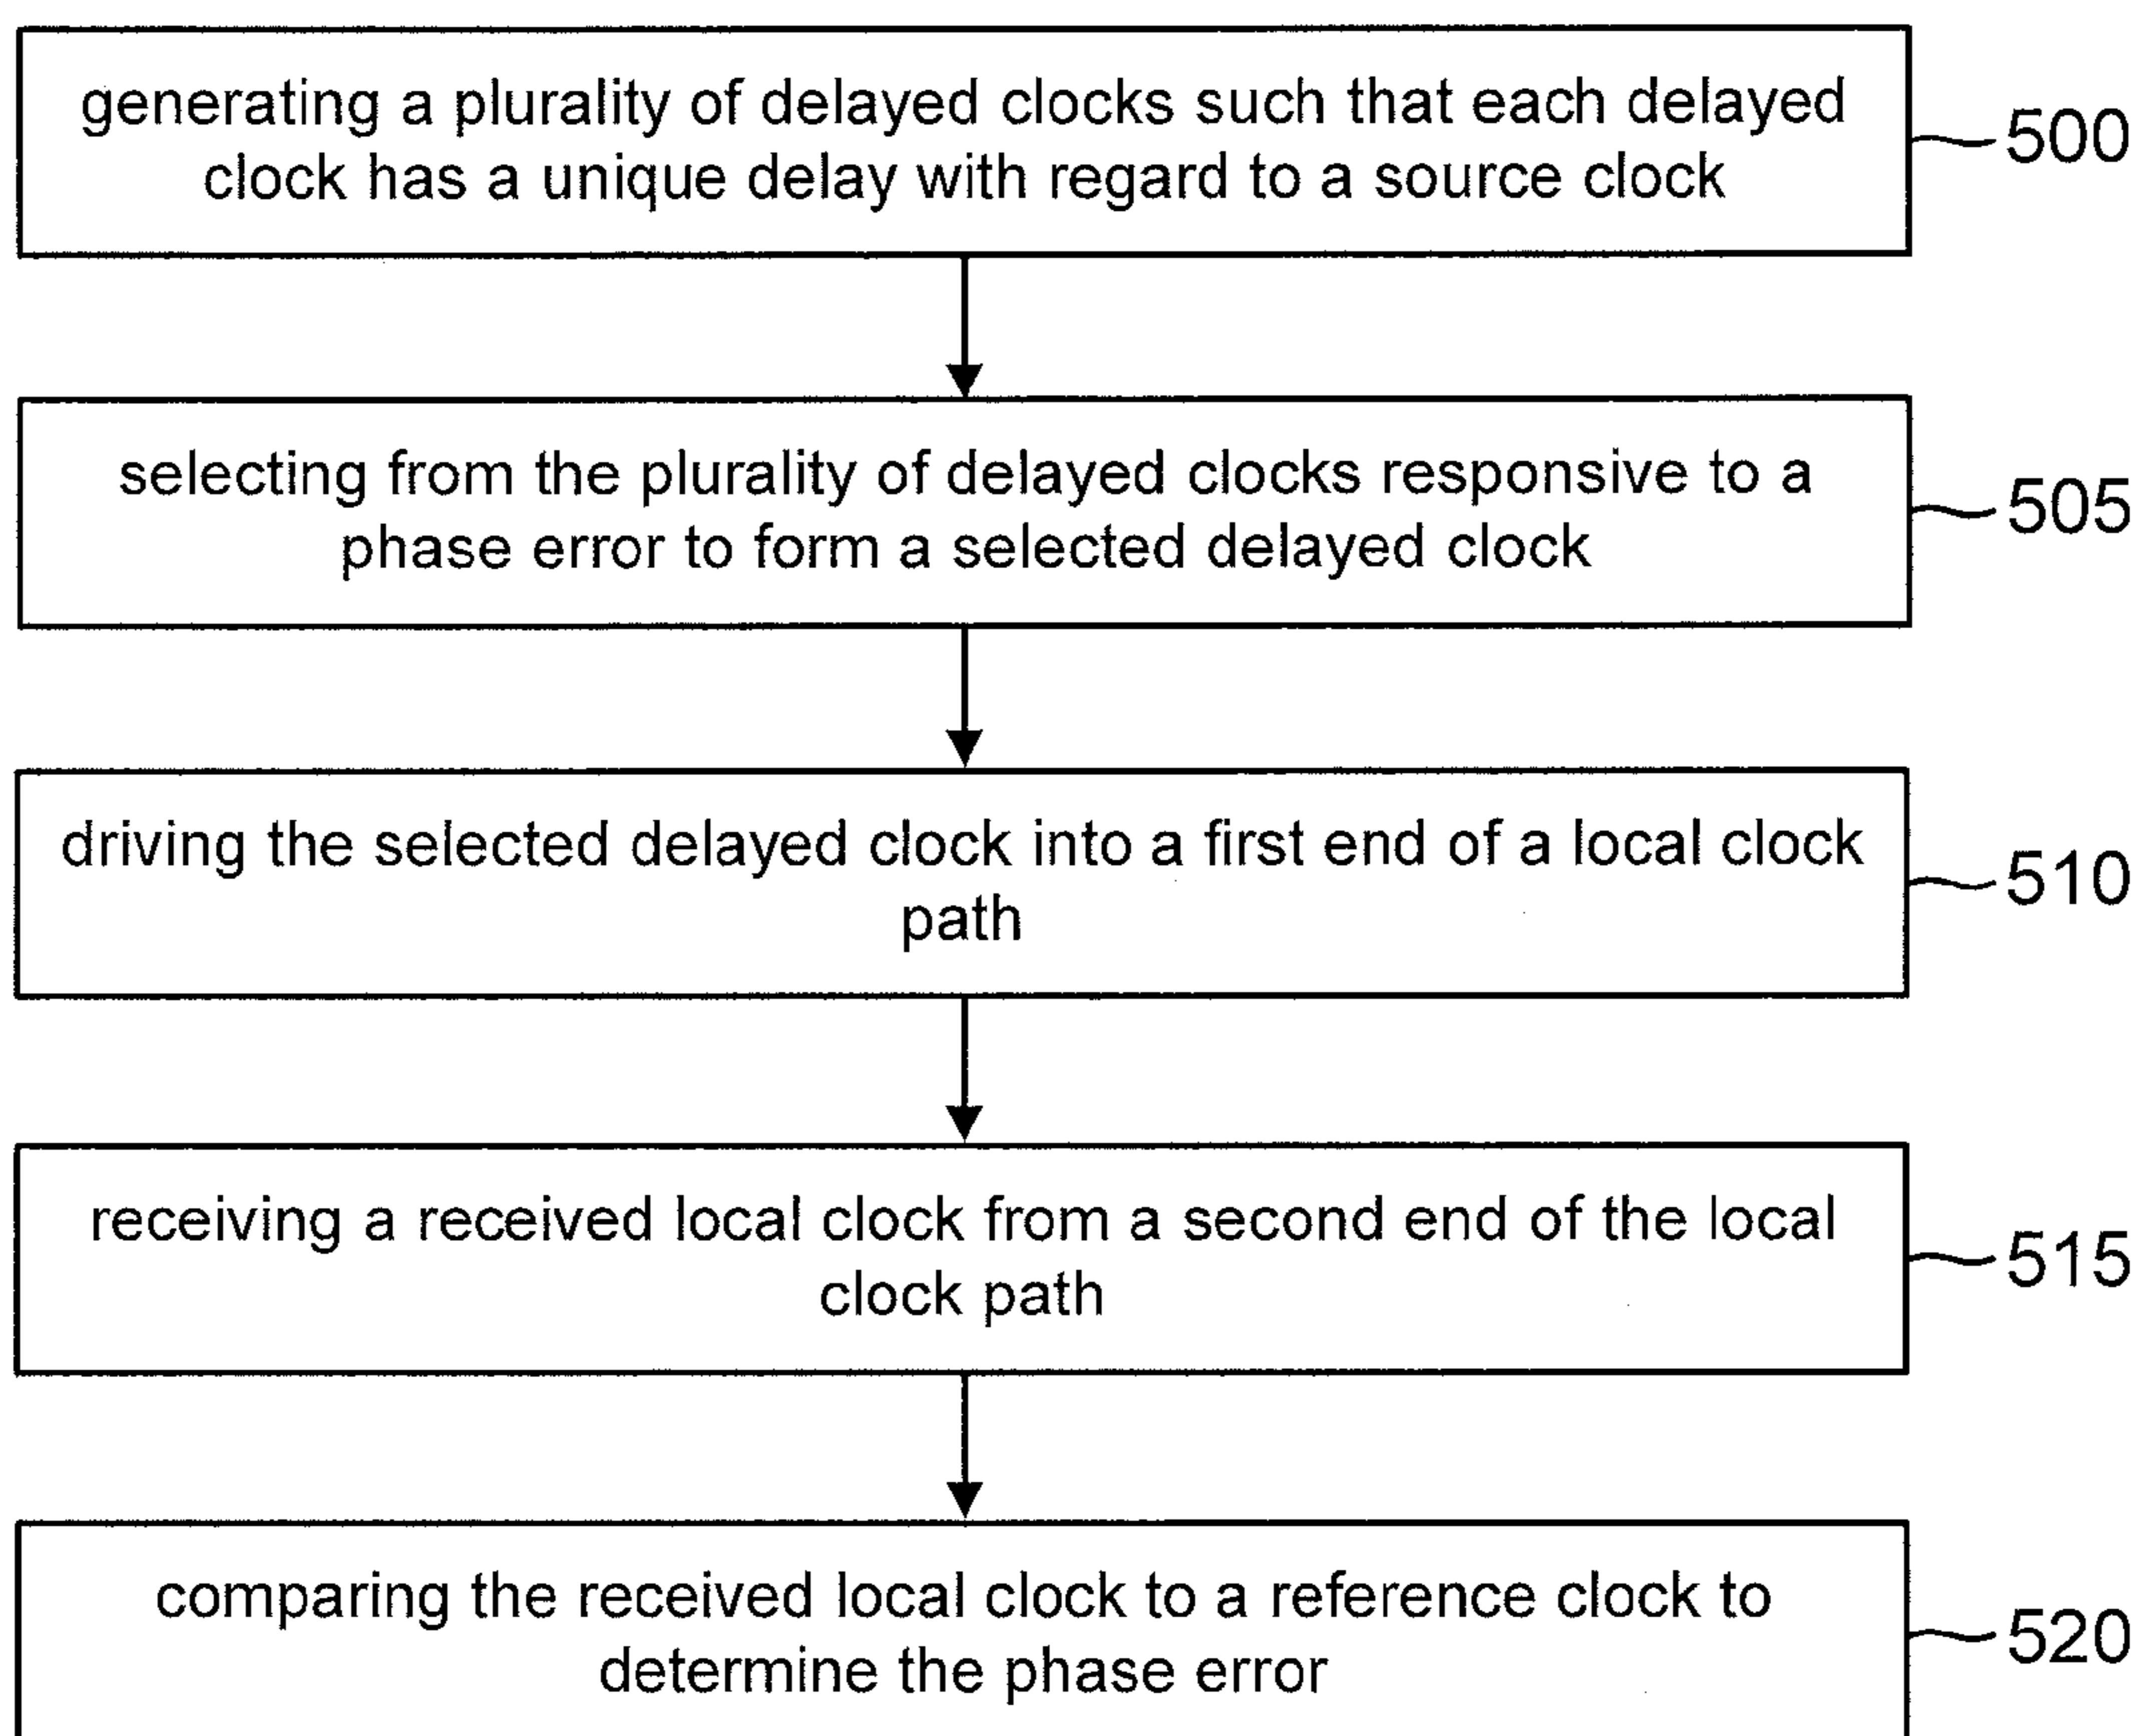 generating a plurality of delayed clocks such that each delayed
clock has a unique delay with regard to a source clock
500
selecting from the plurality of delayed clocks responsive to a
phase error to form a selected delayed clock
505
driving the selected delayed clock into a first end of a local clock
path
510
receiving a received local clock from a second end of the local
clock path
515
comparing the received local clock to a reference clock to
determine the phase error
520